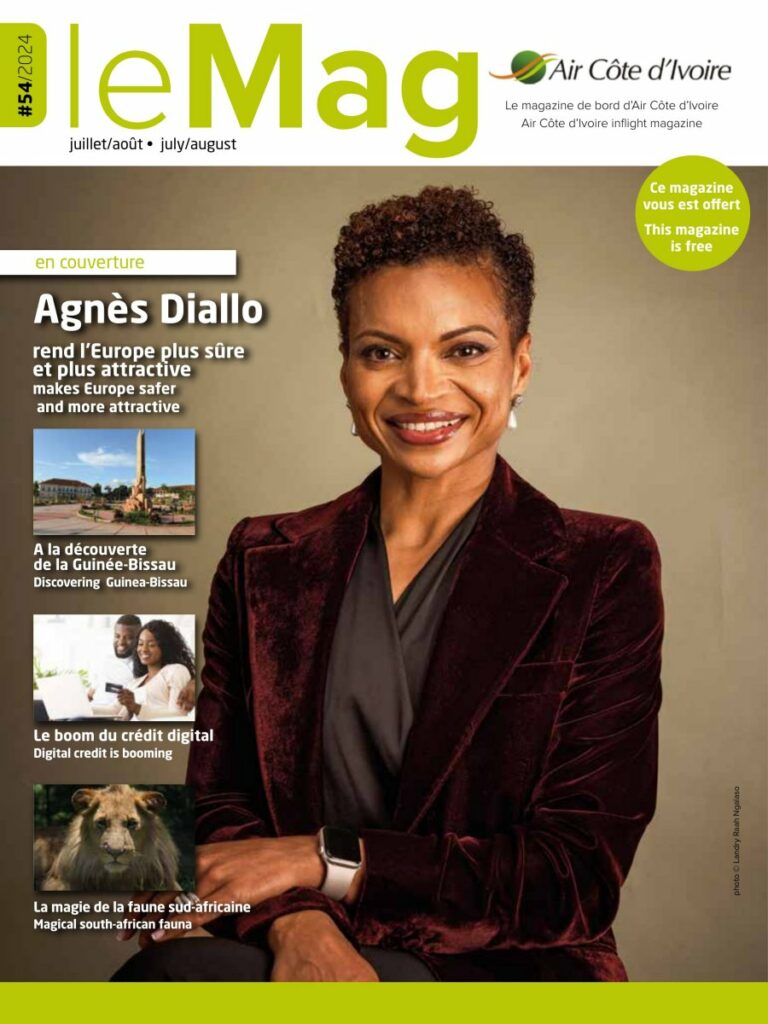 #54/2024
leMag
juillet/août • july/august
Air Côte d'Ivoire
Le magazine de bord d'Air Côte d'Ivoire
Air Côte d'Ivoire inflight magazine
Ce magazine
vous est offert
This magazine
is free
en couverture
Agnès Diallo
rend l'Europe plus sûre
et plus attractive
makes Europe safer
and more attractive
A la découverte
de la Guinée-Bissau
Discovering Guinea-Bissau
Le boom du crédit digital
Digital credit is booming
La magie de la faune sud-africaine
Magical south-african fauna
photo © Landry Raah Ngalaso